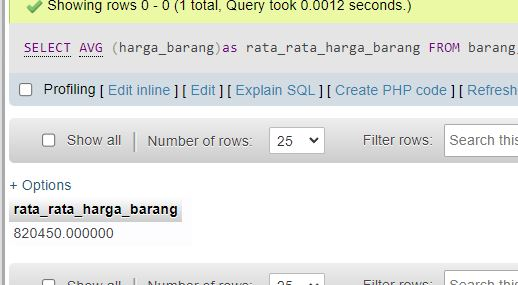 Showing rows 0 - 0 (1 total, Query took 0.0012 seconds.)
SELECT AVG (harga_barang)as rata_rata_harga_barang FROM barang
Profiling [ Edit inline ] [ Edit ] [ Explain SQL ] [ Create PHP code ] [ Refresh
Show all Number of rows: 25 Filter rows: Search this
+ Options
rata_rata_harga_barang
820450.000000
Show all Number of rows: 25 Filter rows: Search this